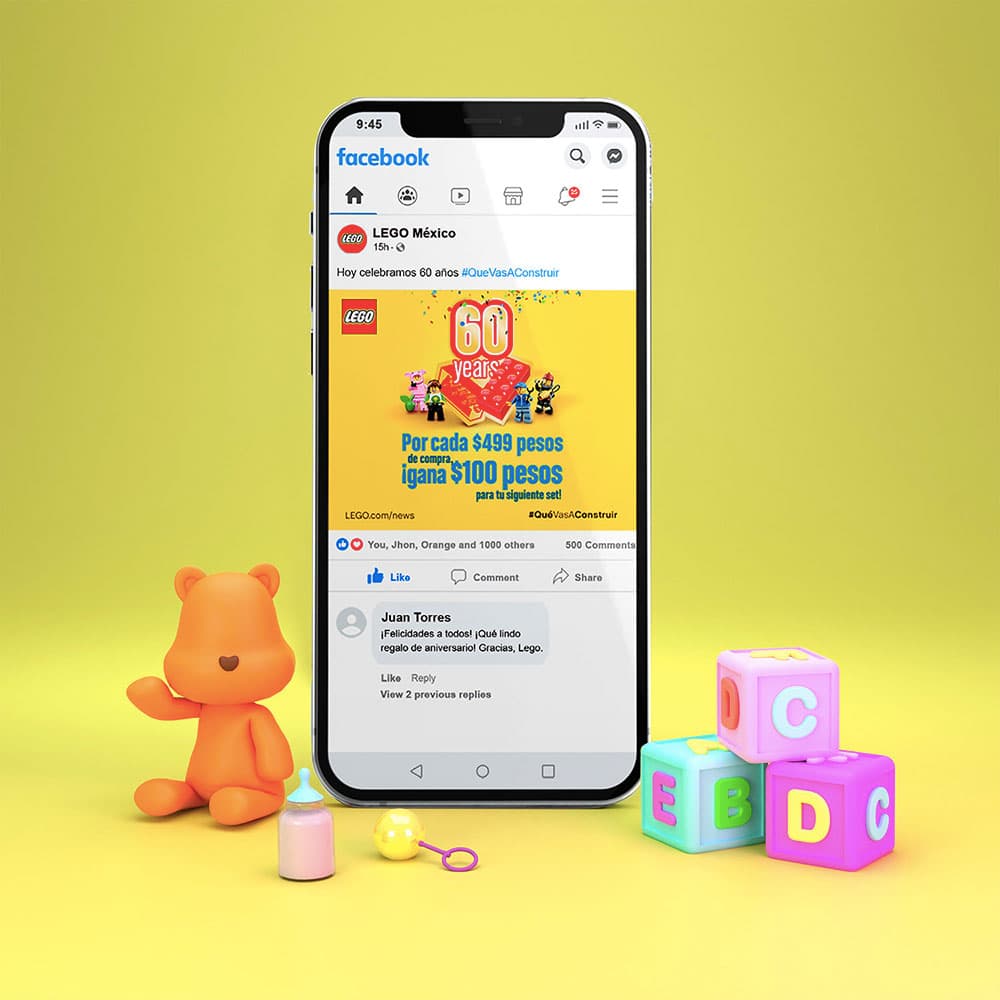 9:45
facebook
25
LEGO
LEGO México
15h
Hoy celebramos 60 años #QueVasAConstruir
LEGO
60
years
Por cada $499 pesos
de compra,
¡gana $100 pesos
para tu siguiente set!
LEGO.com/news
#QuéVasAConstruir
You, Jhon, Orange and 1000 others
500 Comments
Like
Comment
Share
Juan Torres
¡Felicidades a todos! ¡Qué lindo
regalo de aniversario! Gracias, Lego.
Like Reply
View 2 previous replies
D C
E B
D C